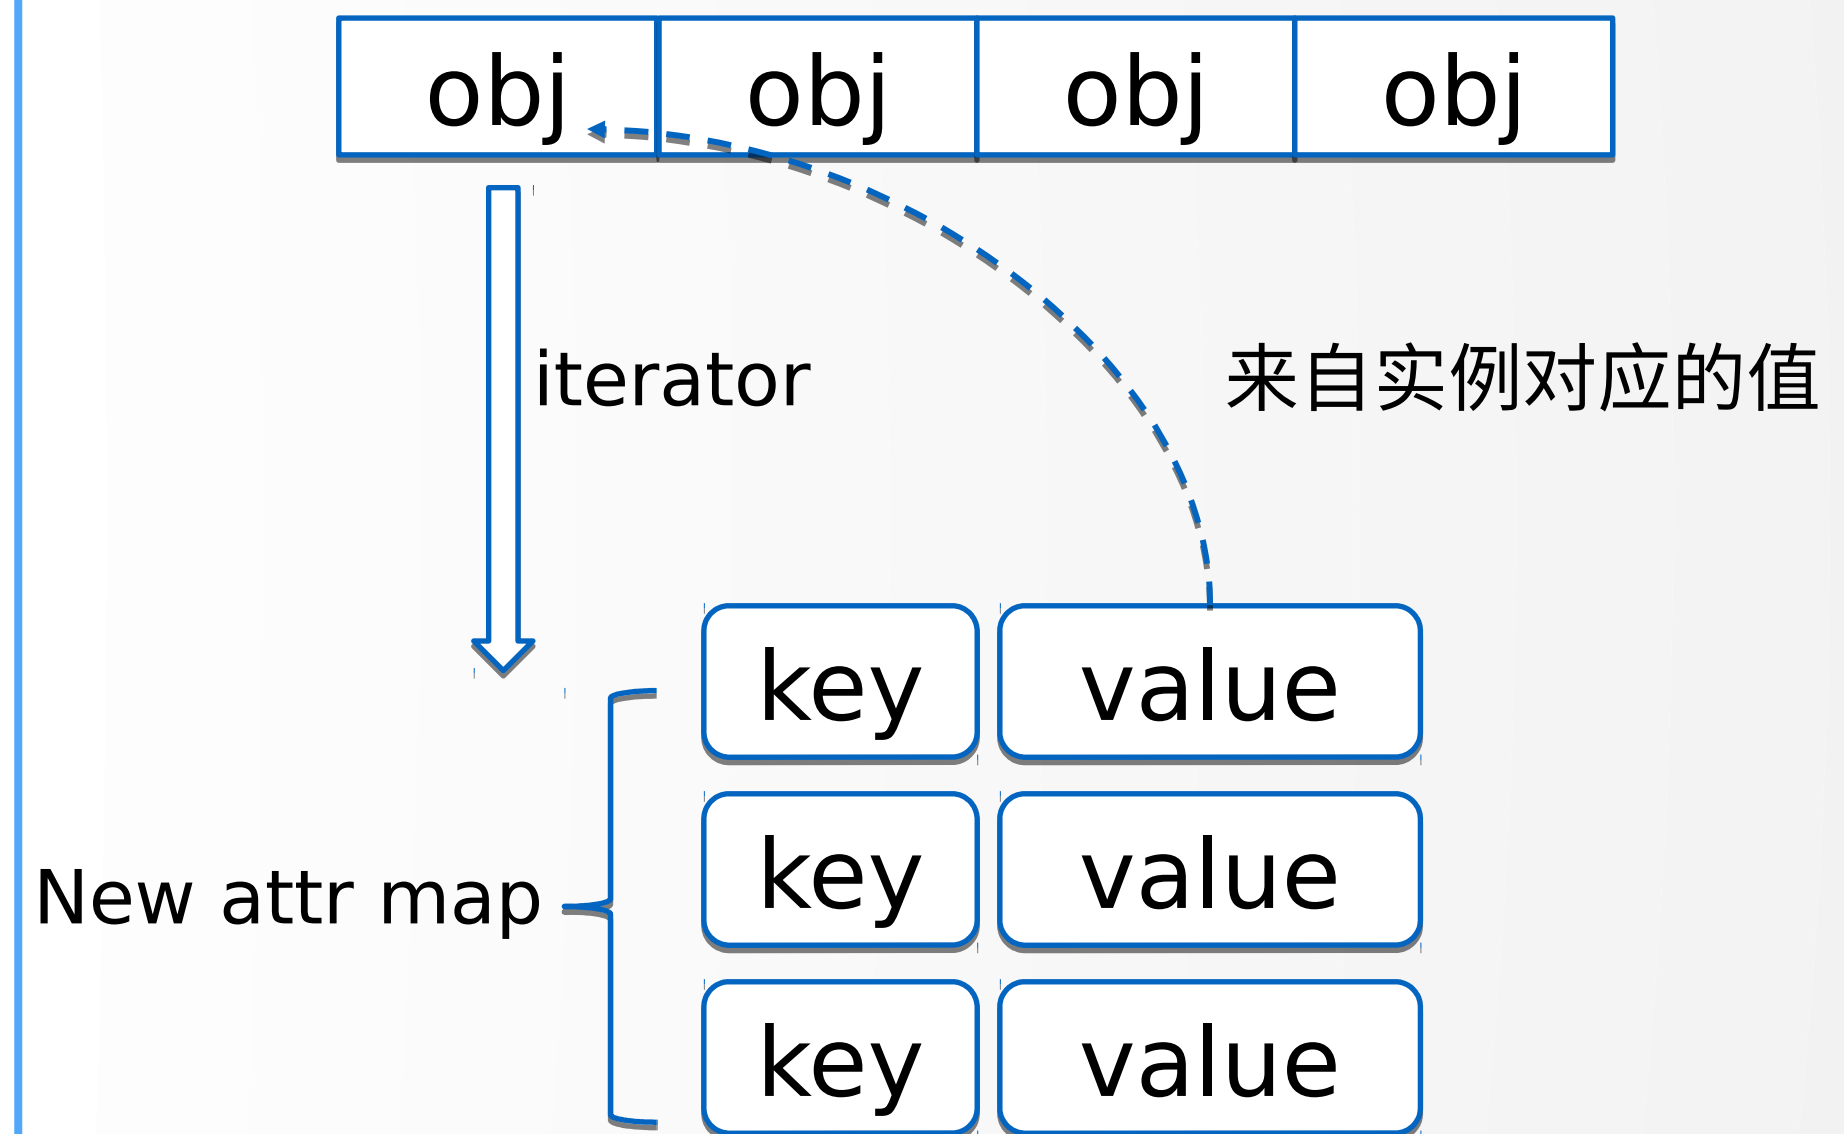 obj obj obj obj
iterator
来自实例对应的值
key value
key value
New attr map
key value